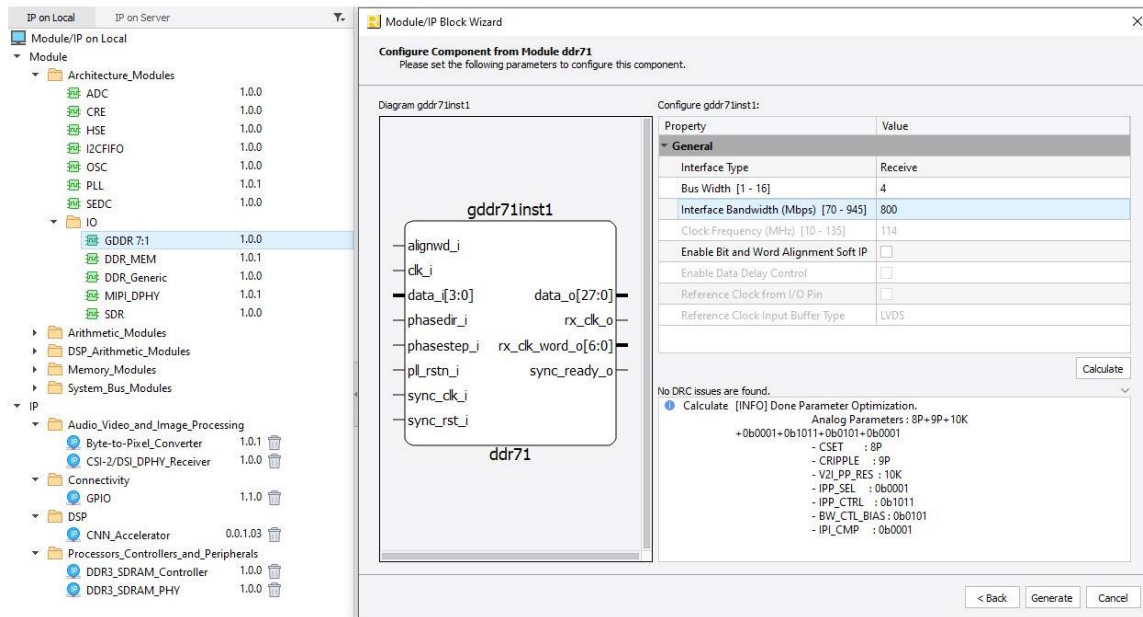 IP on Local IP on Server
Module/IP on Local
Module
Architecture_Modules
ADC 1.0.0
CRE 1.0.0
HSE 1.0.0
I2CFIFO 1.0.0
OSC 1.0.0
PLL 1.0.1
SEDC 1.0.0
IO
GDDR 7:1 1.0.0
DDR_MEM 1.0.1
DDR_Generic 1.0.0
MIPI_DPHY 1.0.1
SDR 1.0.0
Arithmetic_Modules
DSP_Arithmetic_Modules
Memory_Modules
System_Bus_Modules
IP
Audio_Video_and_Image_Processing
Byte-to-Pixel_Converter 1.0.1
CSI-2/DSI_DPHY_Receiver 1.0.0
Connectivity
GPIO 1.1.0
DSP
CNN_Accelerator 0.0.1.03
Processors_Controllers_and_Peripherals
DDR3_SDRAM_Controller 1.0.0
DDR3_SDRAM_PHY 1.0.0
Module/IP Block Wizard
Configure Component from Module ddr71
Please set the following parameters to configure this component.
Diagram gddr71inst1
gddr71inst1
alignwd_i
clk_i
data_i[3:0] data_o[27:0]
phasedir_i rx_clk_o
phasestep_i rx_clk_word_o[6:0]
pll_rstn_i sync_ready_o
sync_clk_i
sync_rst_i
ddr71
Configure gddr71inst1:
Property Value
General
Interface Type Receive
Bus Width [1 - 16] 4
Interface Bandwidth (Mbps) [70 - 945] 800
Clock Frequency (MHz) [10 - 135] 114
Enable Bit and Word Alignment Soft IP
Enable Data Delay Control
Reference Clock from I/O Pin
Reference Clock Input Buffer Type LVDS
Calculate
No DRC issues are found.
Calculate [INFO] Done Parameter Optimization.
Analog Parameters : 8P+9P+10K
+0b0001+0b1011+0b0101+0b0001
- CSET : 8P
- CRIPPLE : 9P
- V2I_PP_RES : 10K
- IPP_SEL : 0b0001
- IPP_CTRL : 0b1011
- BW_CTL_BIAS : 0b0101
- IPI_CMP : 0b0001
< Back Generate Cancel